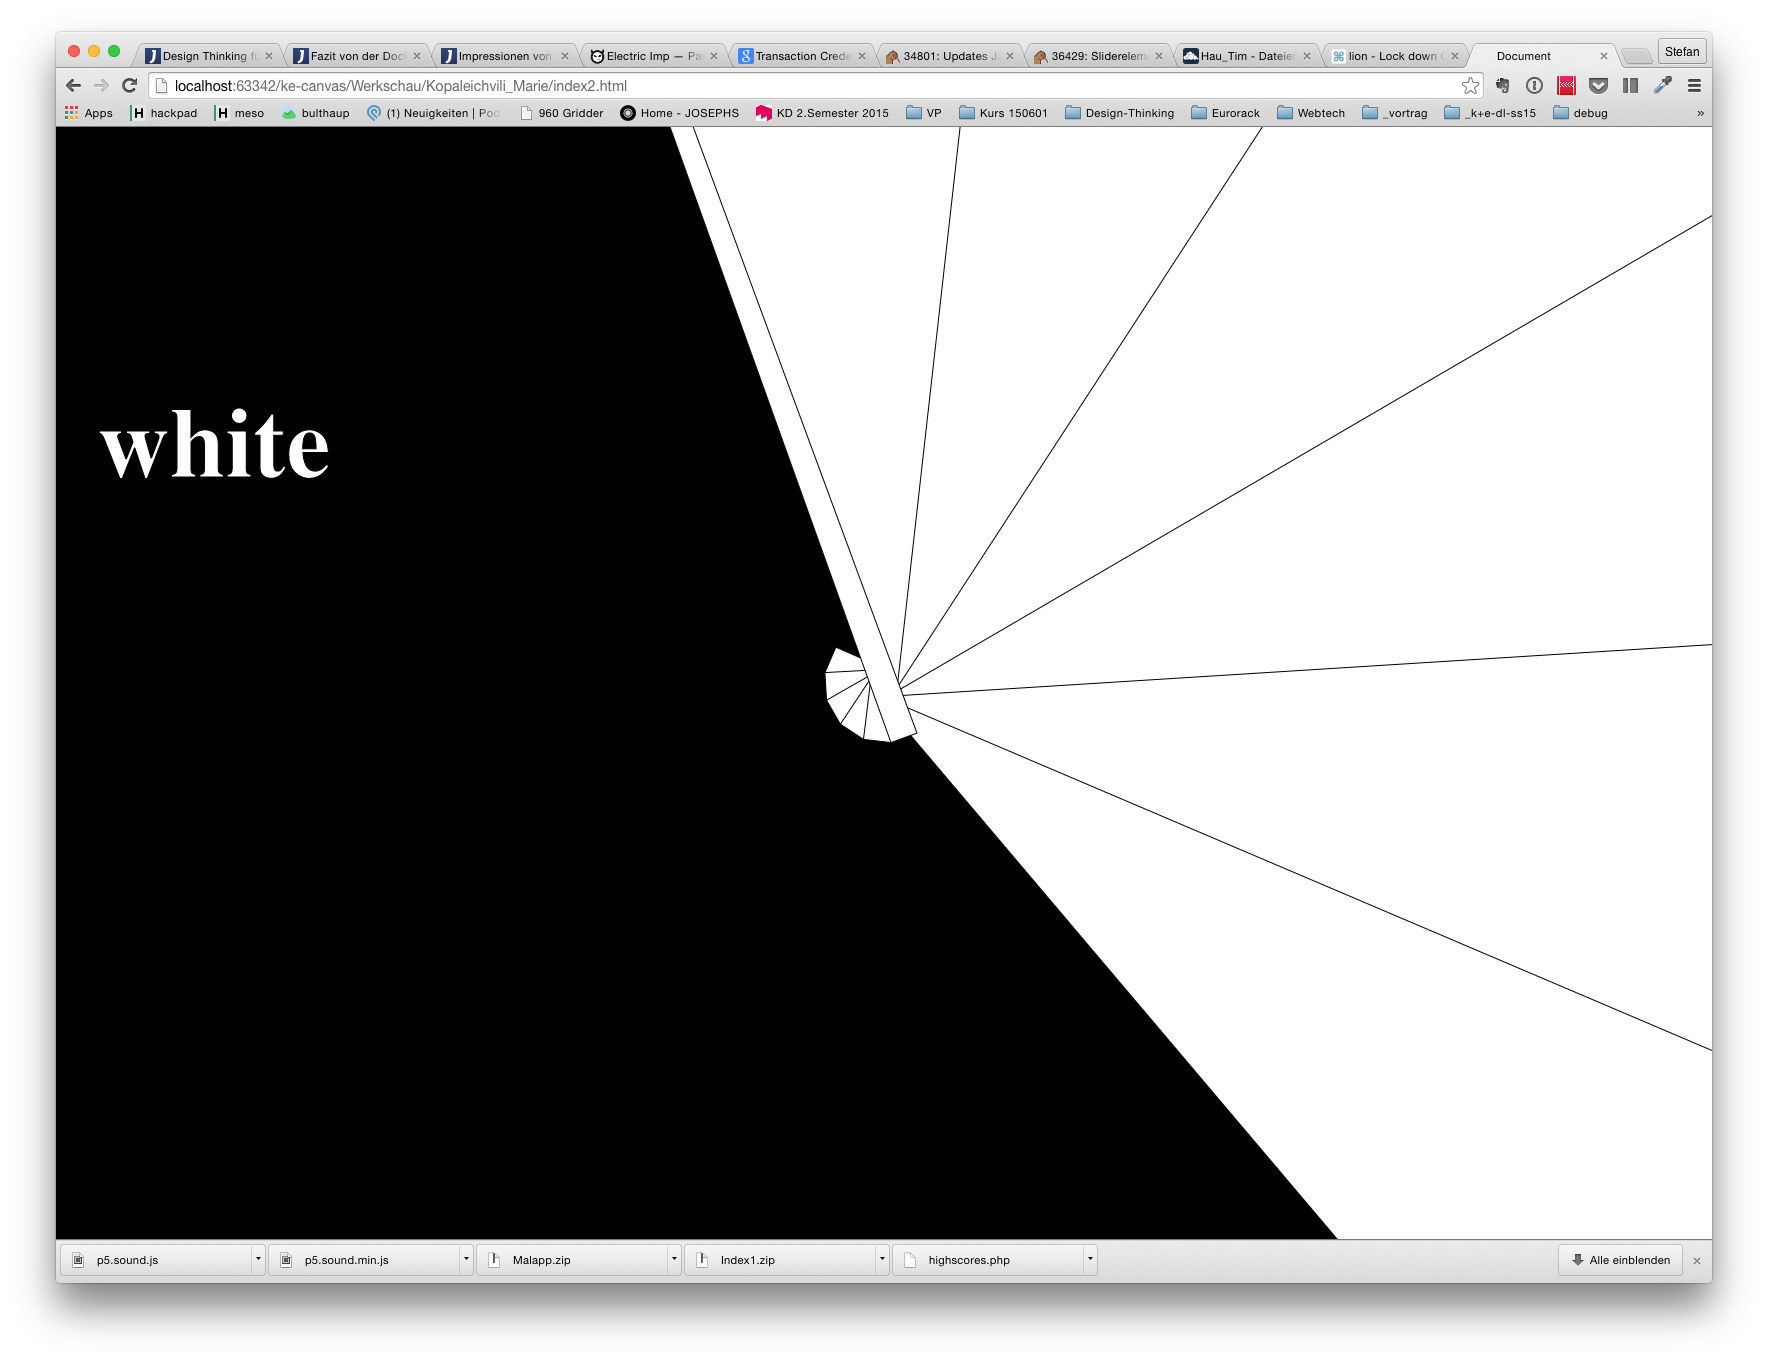 Design Thinking fü
Fazit von der Doc
Impressionen von
Electric Imp — Pa
Transaction Crede
34801: Updates J
36429: Sliderelem
Hau_Tim - Dateien
lion - Lock down
Document
Stefan
localhost:63342/ke-canvas/Werkschau/Kopaleichvili_Marie/index2.html
Apps
hackpad
meso
bulthaup
(1) Neuigkeiten | Pod
960 Gridder
Home - JOSEPHS
KD 2.Semester 2015
VP
Kurs 150601
Design-Thinking
Eurorack
Webtech
_vortrag
_k+e-dl-ss15
debug
»
white
p5.sound.js
p5.sound.min.js
Malapp.zip
Index1.zip
highscores.php
Alle einblenden